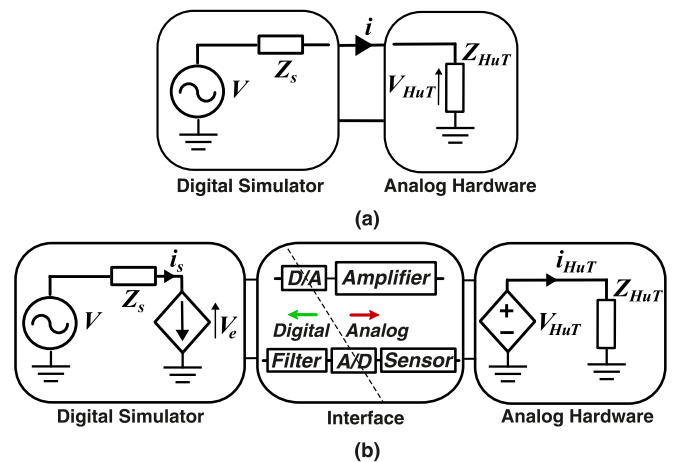 i
Z_s
Z_HuT
V
V_HuT
Digital Simulator
Analog Hardware
(a)
i_s
i_HuT
D/A
Amplifier
Z_s
Z_HuT
V
V_e
Digital
Analog
+
−
V_HuT
Filter
A/D
Sensor
Digital Simulator
Interface
Analog Hardware
(b)